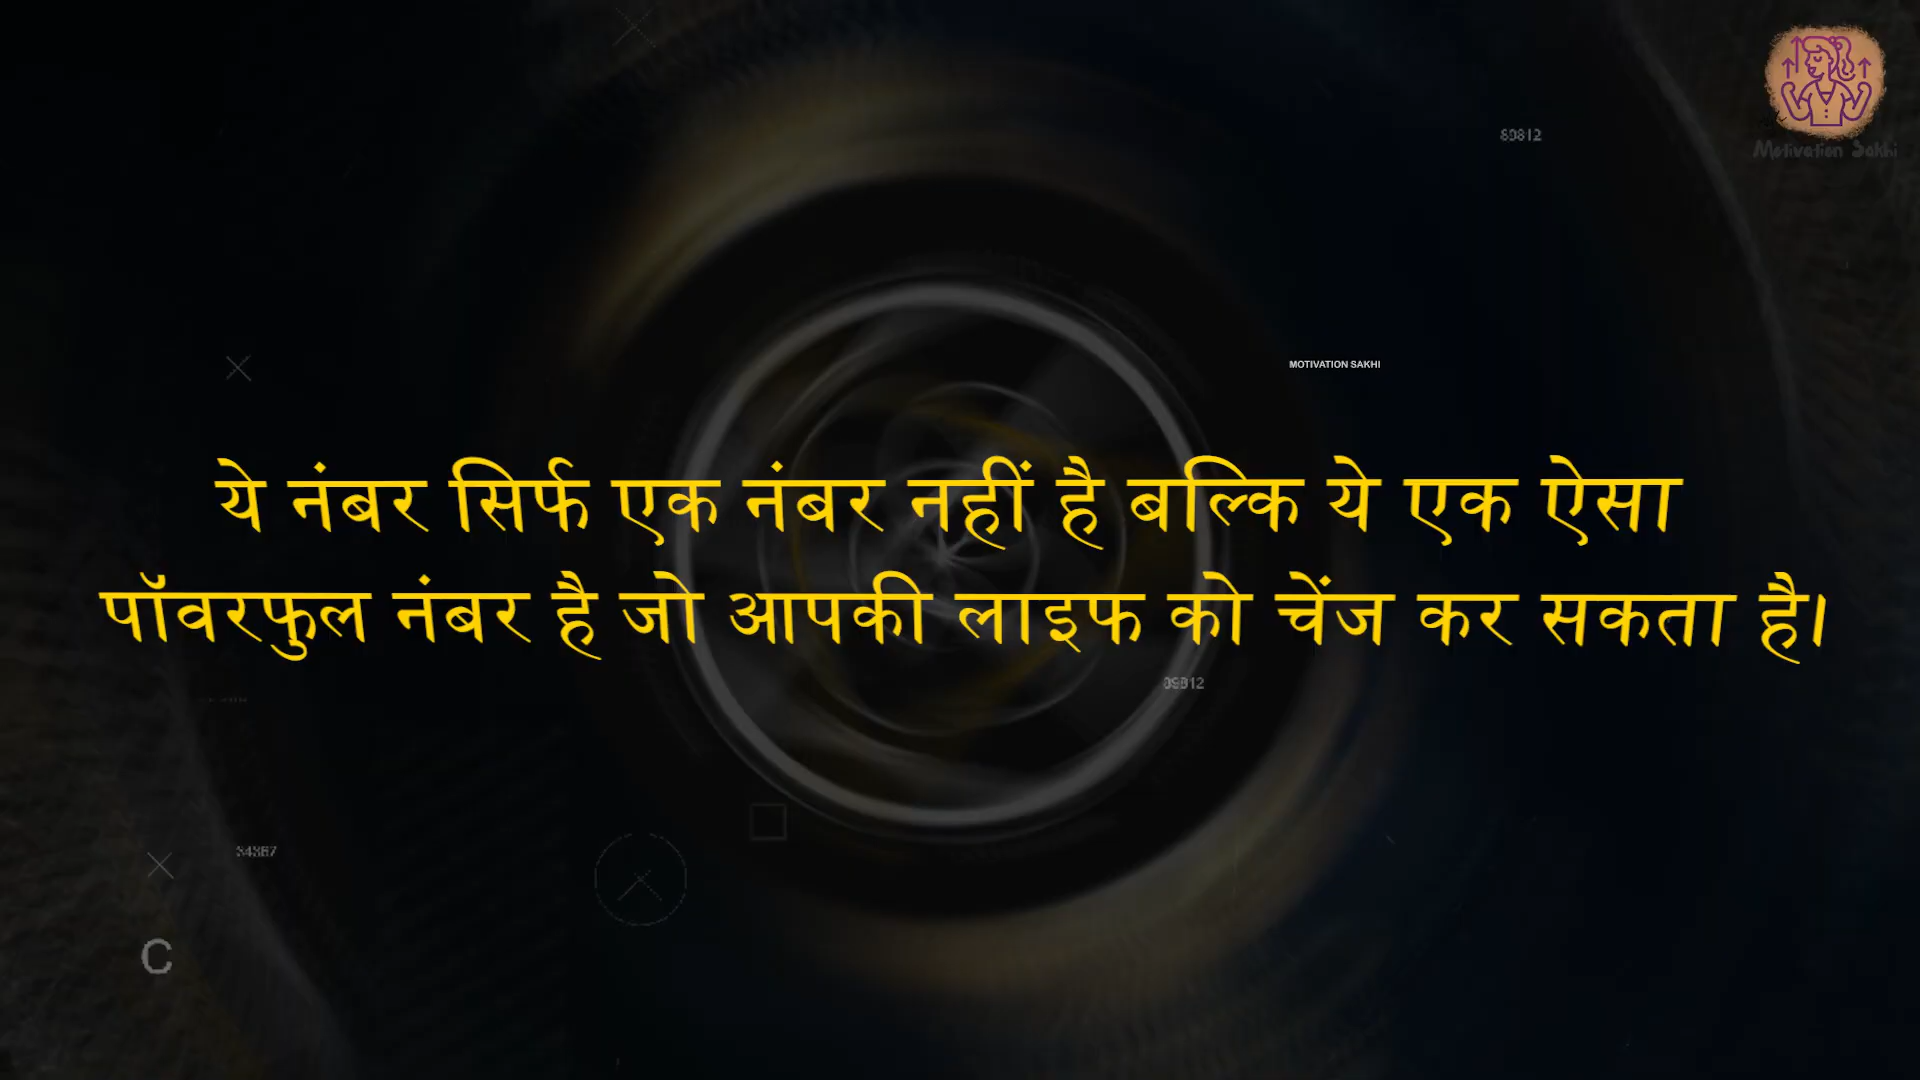 Motivation Sakhi
MOTIVATION SAKHI
ये नंबर सिर्फ एक नंबर नहीं है बल्कि ये एक ऐसा
पॉवरफुल नंबर है जो आपकी लाइफ को चेंज कर सकता है।
C